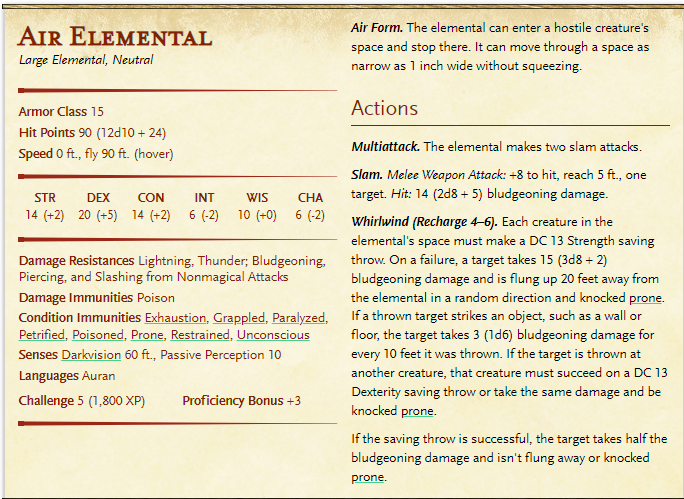 Air Elemental
Large Elemental, Neutral
Armor Class 15
Hit Points 90 (12d10 + 24)
Speed 0 ft., fly 90 ft. (hover)
STR DEX CON INT WIS CHA
14 (+2) 20 (+5) 14 (+2) 6 (-2) 10 (+0) 6 (-2)
Damage Resistances Lightning, Thunder; Bludgeoning,
Piercing, and Slashing from Nonmagical Attacks
Damage Immunities Poison
Condition Immunities Exhaustion, Grappled, Paralyzed,
Petrified, Poisoned, Prone, Restrained, Unconscious
Senses Darkvision 60 ft., Passive Perception 10
Languages Auran
Challenge 5 (1,800 XP) Proficiency Bonus +3
Air Form. The elemental can enter a hostile creature's
space and stop there. It can move through a space as
narrow as 1 inch wide without squeezing.
Actions
Multiattack. The elemental makes two slam attacks.
Slam. Melee Weapon Attack: +8 to hit, reach 5 ft., one
target. Hit: 14 (2d8 + 5) bludgeoning damage.
Whirlwind (Recharge 4–6). Each creature in the
elemental's space must make a DC 13 Strength saving
throw. On a failure, a target takes 15 (3d8 + 2)
bludgeoning damage and is flung up 20 feet away from
the elemental in a random direction and knocked prone.
If a thrown target strikes an object, such as a wall or
floor, the target takes 3 (1d6) bludgeoning damage for
every 10 feet it was thrown. If the target is thrown at
another creature, that creature must succeed on a DC 13
Dexterity saving throw or take the same damage and be
knocked prone.
If the saving throw is successful, the target takes half the
bludgeoning damage and isn't flung away or knocked
prone.